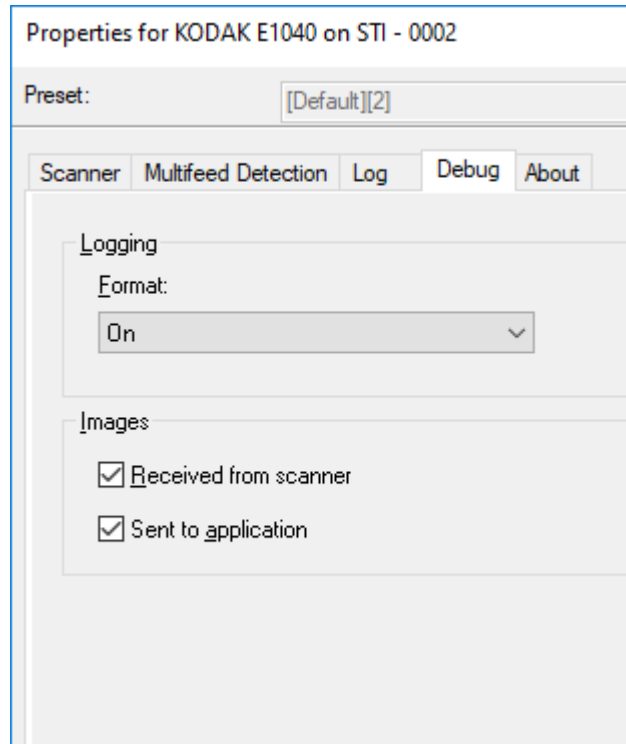 Properties for KODAK E1040 on STI - 0002
Preset: [Default][2]
Scanner Multifeed Detection Log Debug About
Logging
Format:
On
Images
Received from scanner
Sent to application